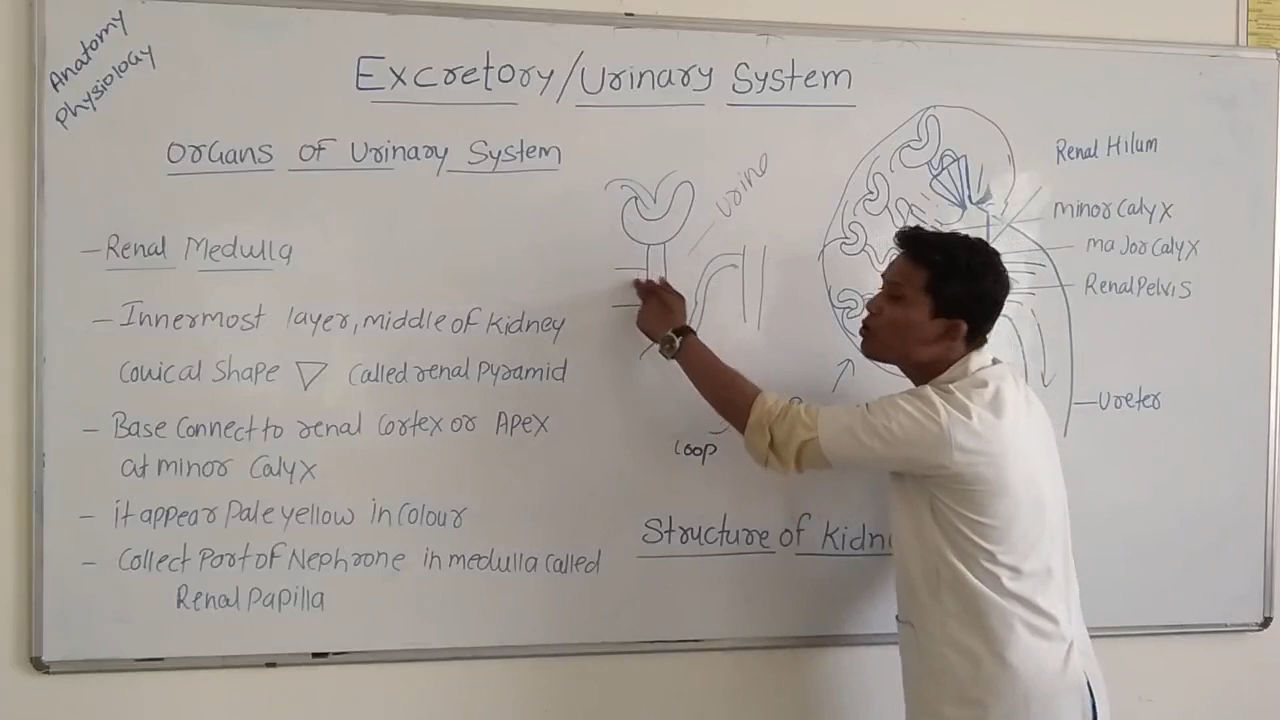 Anatomy
Physiology
Excretory/Urinary System
Organs of Urinary System
- Renal Medulla
- Innermost layer, middle of kidney
conical shape ▽ called renal pyramid
- Base connect to renal cortex or Apex
at minor calyx
- it appear pale yellow in colour
- collect Port of Nephrone in medulla called
Renal papilla
urine
loop
Renal Hilum
minor calyx
major calyx
Renal Pelvis
ureter
Structure of kidn